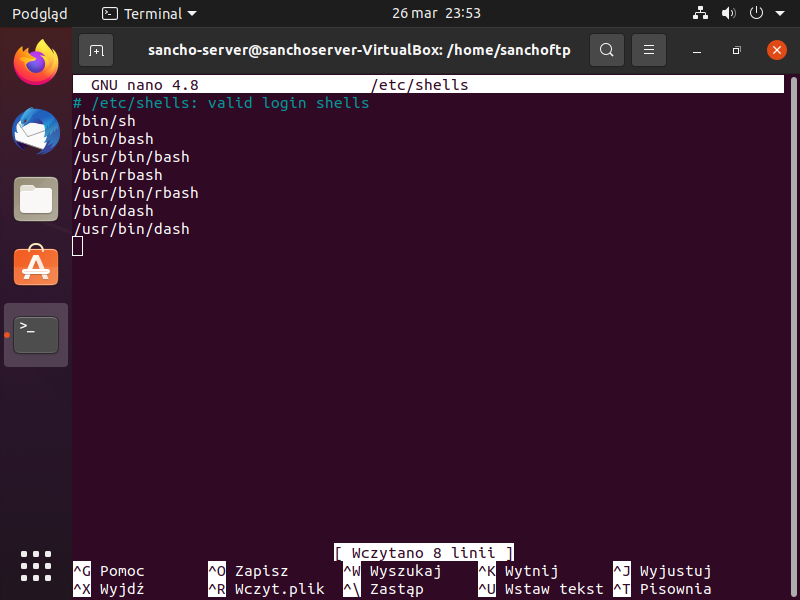 Podgląd Terminal 26 mar 23:53
sancho-server@sanchoserver-VirtualBox: /home/sanchoftp
GNU nano 4.8 /etc/shells
# /etc/shells: valid login shells
/bin/sh
/bin/bash
/usr/bin/bash
/bin/rbash
/usr/bin/rbash
/bin/dash
/usr/bin/dash
[ Wczytano 8 linii ]
^G Pomoc ^O Zapisz ^W Wyszukaj ^K Wytnij ^J Wyjustuj
^X Wyjdź ^R Wczyt.plik ^\ Zastąp ^U Wstaw tekst ^T Pisownia